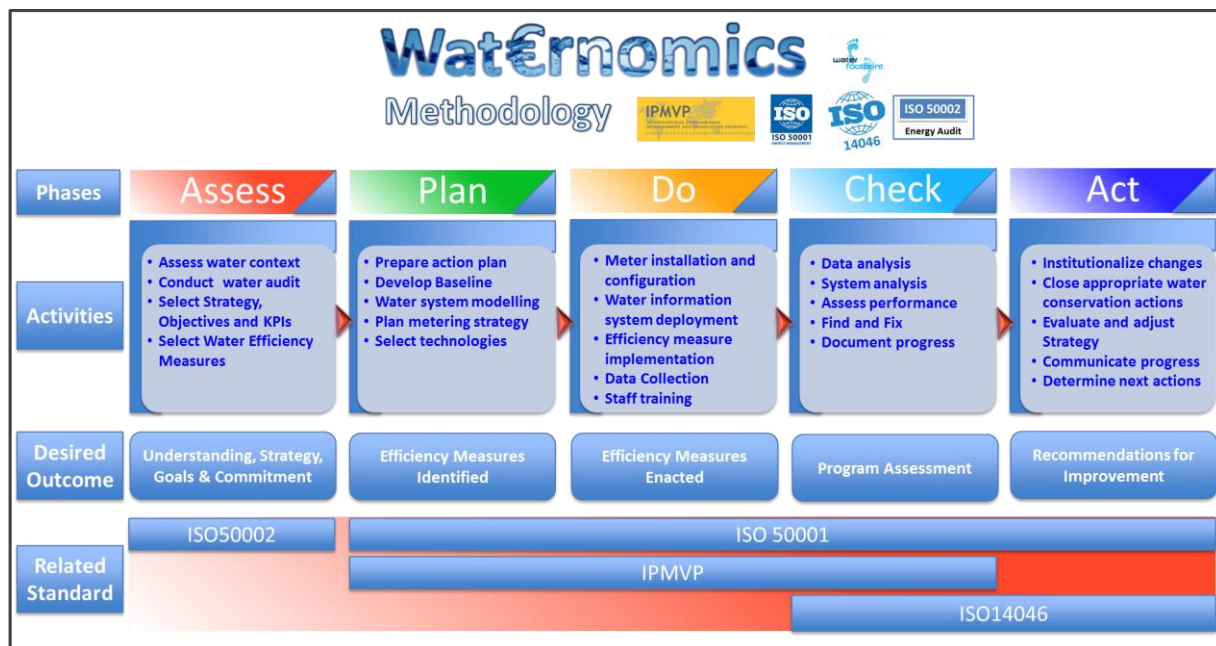 Wat€rnomics
water
footprint
Methodology
IPMVP
ISO
ISO 50001
ENERGY MANAGEMENT
ISO
14046
ISO 50002
Energy Audit
Phases
Assess
Plan
Do
Check
Act
Activities
• Assess water context
• Conduct water audit
• Select Strategy,
Objectives and KPIs
• Select Water Efficiency
Measures
• Prepare action plan
• Develop Baseline
• Water system modelling
• Plan metering strategy
• Select technologies
• Meter installation and
configuration
• Water information
system deployment
• Efficiency measure
implementation
• Data Collection
• Staff training
• Data analysis
• System analysis
• Assess performance
• Find and Fix
• Document progress
• Institutionalize changes
• Close appropriate water
conservation actions
• Evaluate and adjust
Strategy
• Communicate progress
• Determine next actions
Desired
Outcome
Understanding, Strategy,
Goals & Commitment
Efficiency Measures
Identified
Efficiency Measures
Enacted
Program Assessment
Recommendations for
Improvement
Related
Standard
ISO50002
ISO 50001
IPMVP
ISO14046